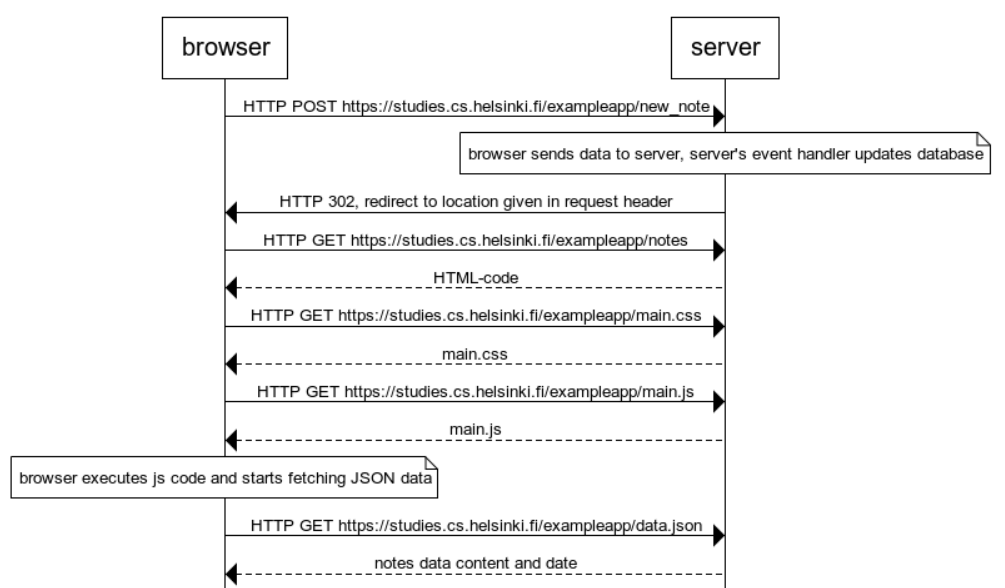 browser
server
HTTP POST https://studies.cs.helsinki.fi/exampleapp/new_note
browser sends data to server, server's event handler updates database
HTTP 302, redirect to location given in request header
HTTP GET https://studies.cs.helsinki.fi/exampleapp/notes
HTML-code
HTTP GET https://studies.cs.helsinki.fi/exampleapp/main.css
main.css
HTTP GET https://studies.cs.helsinki.fi/exampleapp/main.js
main.js
browser executes js code and starts fetching JSON data
HTTP GET https://studies.cs.helsinki.fi/exampleapp/data.json
notes data content and date